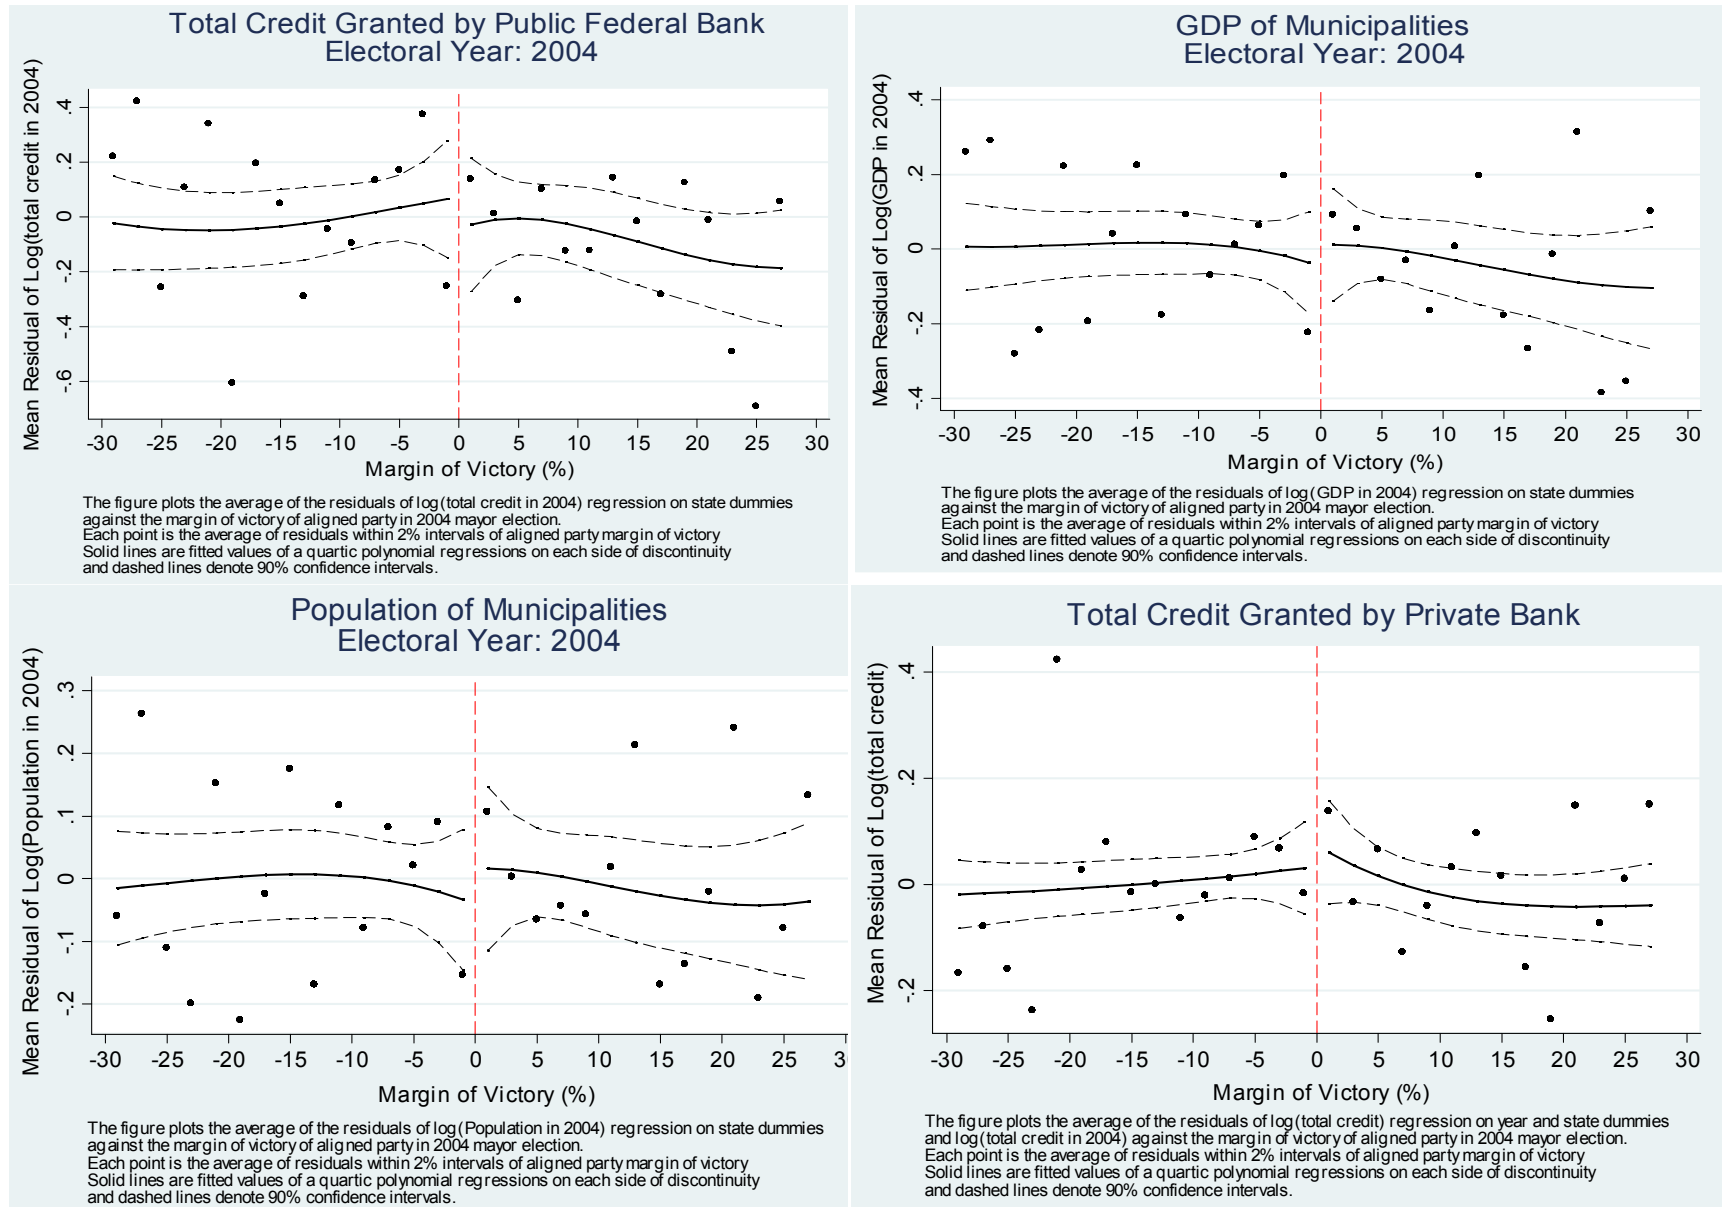 Total Credit Granted by Public Federal Bank
Electoral Year: 2004
Mean Residual of Log(total credit in 2004)
.4
.2
0
-.2
-.4
-.6
-30 -25 -20 -15 -10 -5 0 5 10 15 20 25 30
Margin of Victory (%)
The figure plots the average of the residuals of log(total credit in 2004) regression on state dummies
against the margin of victory of aligned party in 2004 mayor election.
Each point is the average of residuals within 2% intervals of aligned party margin of victory
Solid lines are fitted values of a quartic polynomial regressions on each side of discontinuity
and dashed lines denote 90% confidence intervals.
GDP of Municipalities
Electoral Year: 2004
Mean Residual of Log(GDP in 2004)
.4
.2
0
-.2
-.4
-30 -25 -20 -15 -10 -5 0 5 10 15 20 25 30
Margin of Victory (%)
The figure plots the average of the residuals of log(GDP in 2004) regression on state dummies
against the margin of victory of aligned party in 2004 mayor election.
Each point is the average of residuals within 2% intervals of aligned party margin of victory
Solid lines are fitted values of a quartic polynomial regressions on each side of discontinuity
and dashed lines denote 90% confidence intervals.
Population of Municipalities
Electoral Year: 2004
Mean Residual of Log(Population in 2004)
.3
.2
.1
0
-.1
-.2
-30 -25 -20 -15 -10 -5 0 5 10 15 20 25 3
Margin of Victory (%)
The figure plots the average of the residuals of log(Population in 2004) regression on state dummies
against the margin of victory of aligned party in 2004 mayor election.
Each point is the average of residuals within 2% intervals of aligned party margin of victory
Solid lines are fitted values of a quartic polynomial regressions on each side of discontinuity
and dashed lines denote 90% confidence intervals.
Total Credit Granted by Private Bank
Mean Residual of Log(total credit)
.4
.2
0
-.2
-30 -25 -20 -15 -10 -5 0 5 10 15 20 25 30
Margin of Victory (%)
The figure plots the average of the residuals of log(total credit) regression on year and state dummies
and log(total credit in 2004) against the margin of victory of aligned party in 2004 mayor election.
Each point is the average of residuals within 2% intervals of aligned party margin of victory
Solid lines are fitted values of a quartic polynomial regressions on each side of discontinuity
and dashed lines denote 90% confidence intervals.